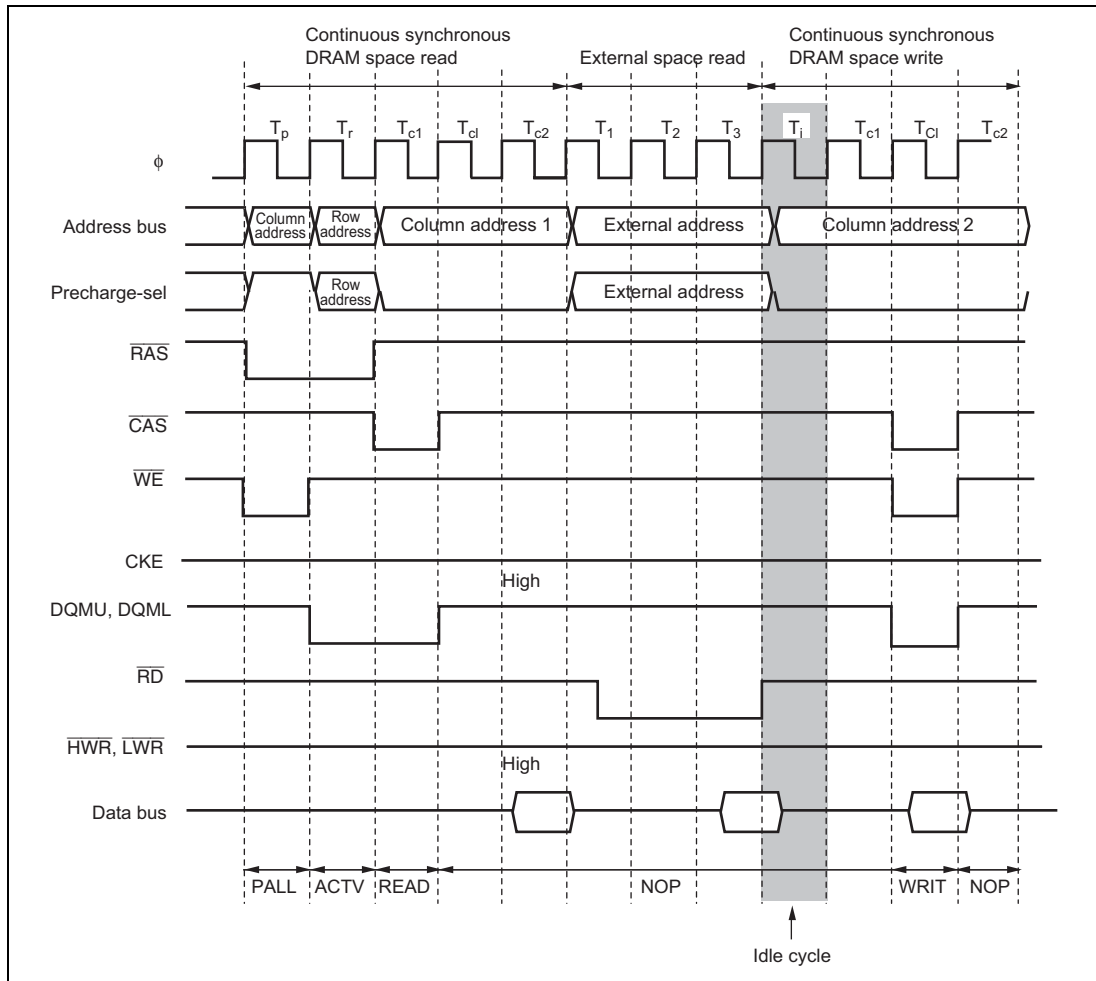 Continuous synchronous
DRAM space read
External space read
Continuous synchronous
DRAM space write
Tp Tr Tc1 Tcl Tc2 T1 T2 T3 Ti Tc1 TCl Tc2
ϕ
Address bus
Column
address
Row
address
Column address 1
External address
Column address 2
Precharge-sel
Row
address
External address
RAS
CAS
WE
CKE
High
DQMU, DQML
RD
HWR, LWR
High
Data bus
PALL ACTV READ NOP WRIT NOP
Idle cycle